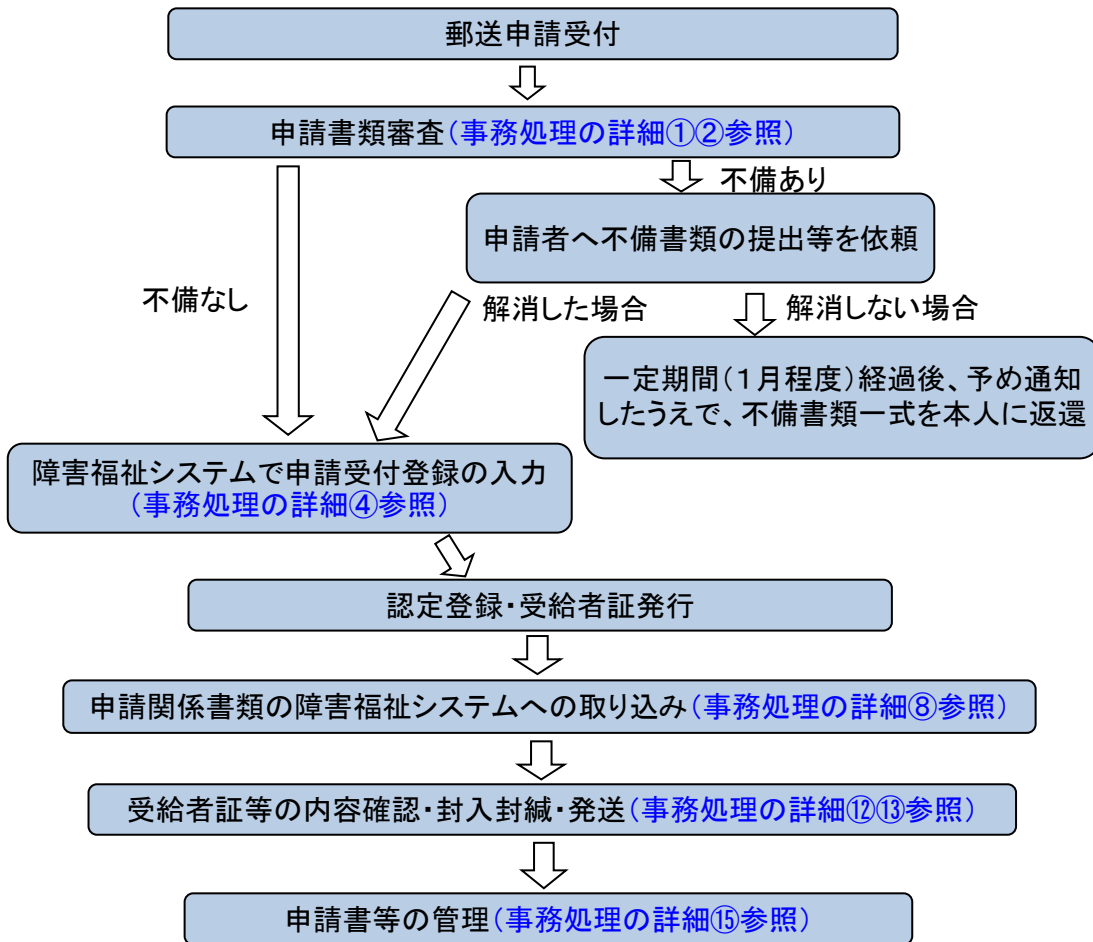 郵送申請受付
申請書類審査(事務処理の詳細①②参照)
不備あり
申請者へ不備書類の提出等を依頼
不備なし
解消した場合
解消しない場合
一定期間(1月程度)経過後、予め通知
したうえで、不備書類一式を本人に返還
障害福祉システムで申請受付登録の入力
(事務処理の詳細④参照)
認定登録・受給者証発行
申請関係書類の障害福祉システムへの取り込み(事務処理の詳細⑧参照)
受給者証等の内容確認・封入封緘・発送(事務処理の詳細⑫⑬参照)
申請書等の管理(事務処理の詳細⑮参照)